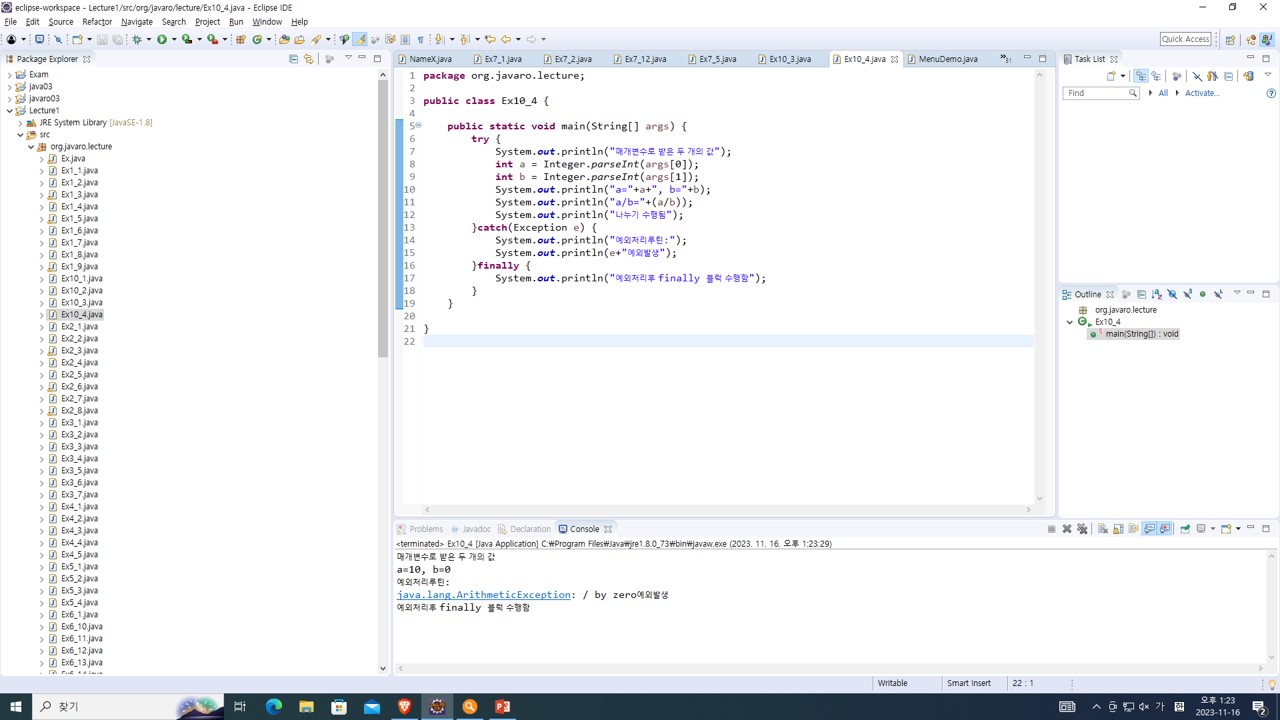 eclipse-workspace - Lecture1/src/org/javaro/lecture/Ex10_4.java - Eclipse IDE
File Edit Source Refactor Navigate Search Project Run Window Help
Quick Access
Package Explorer
Exam
java03
javaro03
Lecture1
JRE System Library [JavaSE-1.8]
src
org.javaro.lecture
Ex.java
Ex1_1.java
Ex1_2.java
Ex1_3.java
Ex1_4.java
Ex1_5.java
Ex1_6.java
Ex1_7.java
Ex1_8.java
Ex1_9.java
Ex10_1.java
Ex10_2.java
Ex10_3.java
Ex10_4.java
Ex2_1.java
Ex2_2.java
Ex2_3.java
Ex2_4.java
Ex2_5.java
Ex2_6.java
Ex2_7.java
Ex2_8.java
Ex3_1.java
Ex3_2.java
Ex3_3.java
Ex3_4.java
Ex3_5.java
Ex3_6.java
Ex3_7.java
Ex4_1.java
Ex4_2.java
Ex4_3.java
Ex4_4.java
Ex4_5.java
Ex5_1.java
Ex5_2.java
Ex5_3.java
Ex5_4.java
Ex6_1.java
Ex6_10.java
Ex6_11.java
Ex6_12.java
Ex6_13.java
NameX.java Ex7_1.java Ex7_2.java Ex7_12.java Ex7_5.java Ex10_3.java Ex10_4.java MenuDemo.java »31
1 package org.javaro.lecture;
2
3 public class Ex10_4 {
4
5 public static void main(String[] args) {
6 try {
7 System.out.println("매개변수로 받은 두 개의 값");
8 int a = Integer.parseInt(args[0]);
9 int b = Integer.parseInt(args[1]);
10 System.out.println("a="+a+", b="+b);
11 System.out.println("a/b="+(a/b));
12 System.out.println("나누기 수행됨");
13 }catch(Exception e) {
14 System.out.println("예외처리루틴:");
15 System.out.println(e+"예외발생");
16 }finally {
17 System.out.println("예외처리후 finally 블럭 수행함");
18 }
19 }
20
21 }
22
Task List
Find All Activate...
Outline
org.javaro.lecture
Ex10_4
main(String[]) : void
Problems Javadoc Declaration Console
<terminated> Ex10_4 [Java Application] C:₩Program Files₩Java₩jre1.8.0_73₩bin₩javaw.exe (2023. 11. 16. 오후 1:23:29)
매개변수로 받은 두 개의 값
a=10, b=0
예외처리루틴:
java.lang.ArithmeticException: / by zero예외발생
예외처리후 finally 블럭 수행함
Writable Smart Insert 22 : 1
찾기
가
오후 1:23
2023-11-16
2